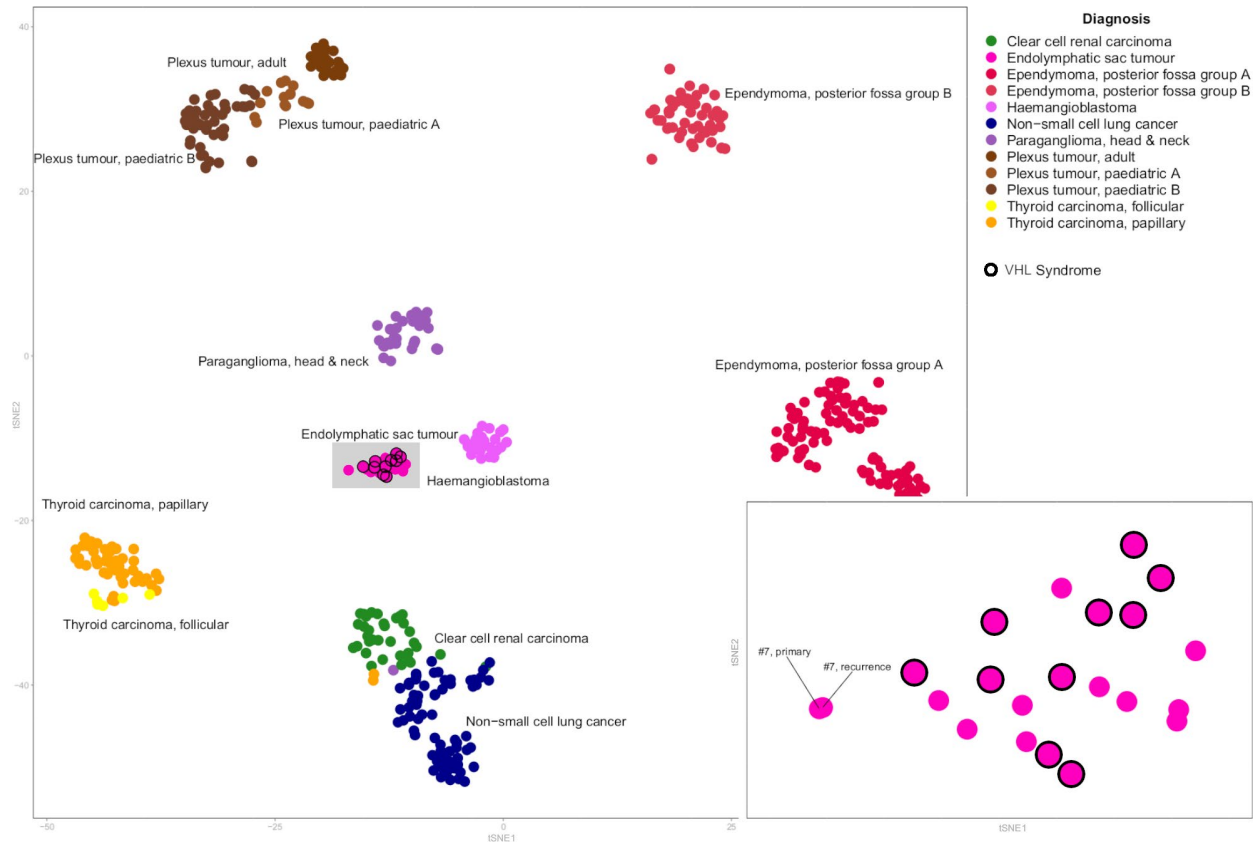 40
20
0
−20
−40
tSNE2
−50
−25
0
25
tSNE1
Plexus tumour, adult
Plexus tumour, paediatric A
Plexus tumour, paediatric B
Ependymoma, posterior fossa group B
Paraganglioma, head & neck
Ependymoma, posterior fossa group A
Endolymphatic sac tumour
Haemangioblastoma
Thyroid carcinoma, papillary
Thyroid carcinoma, follicular
Clear cell renal carcinoma
Non-small cell lung cancer
Diagnosis
Clear cell renal carcinoma
Endolymphatic sac tumour
Ependymoma, posterior fossa group A
Ependymoma, posterior fossa group B
Haemangioblastoma
Non-small cell lung cancer
Paraganglioma, head & neck
Plexus tumour, adult
Plexus tumour, paediatric A
Plexus tumour, paediatric B
Thyroid carcinoma, follicular
Thyroid carcinoma, papillary
VHL Syndrome
tSNE2
#7, primary
#7, recurrence
tSNE1